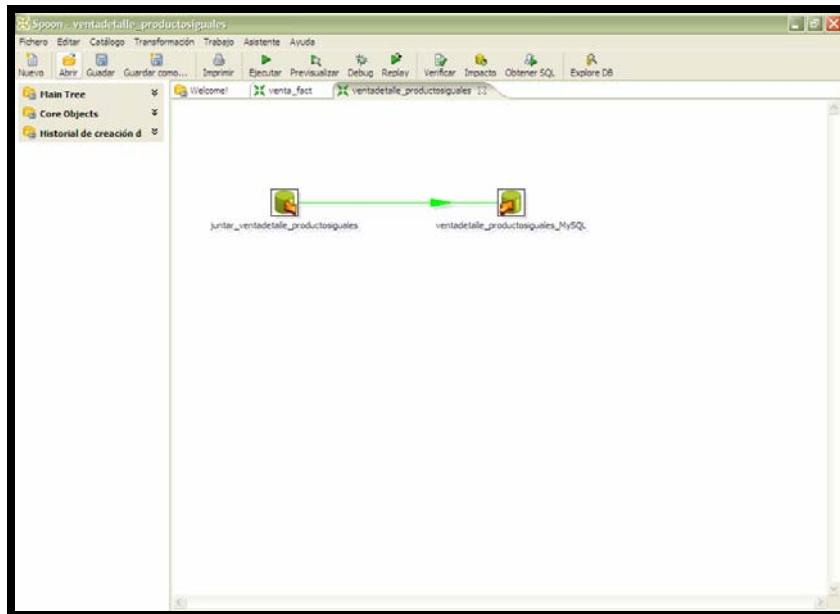 Spoon - ventadetalle_productosiguales
Fichero Editar Catálogo Transformación Trabajo Asistente Ayuda
Nuevo Abrir Guadar Guardar como... Imprimir Ejecutar Previsualizar Debug Replay Verificar Impacto Obtener SQL Explore DB
Main Tree
Core Objects
Historial de creación d
Welcome! venta_fact ventadetalle_productosiguales
juntar_ventadetalle_productosiguales ventadetalle_productosiguales_MySQL